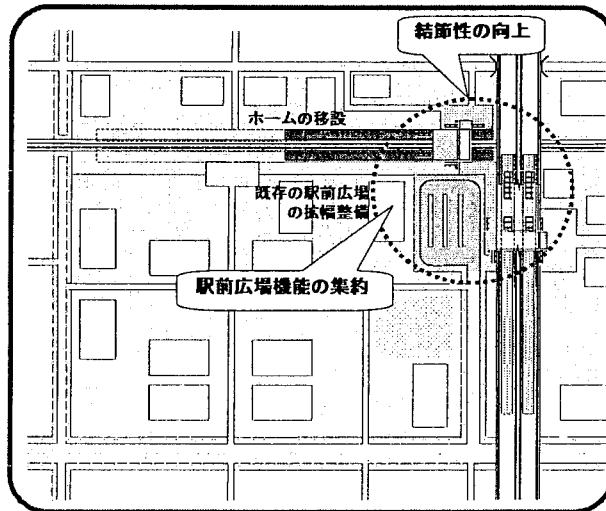 結節性の向上
ホームの移設
既存の駅前広場
の拡幅整備
駅前広場機能の集約